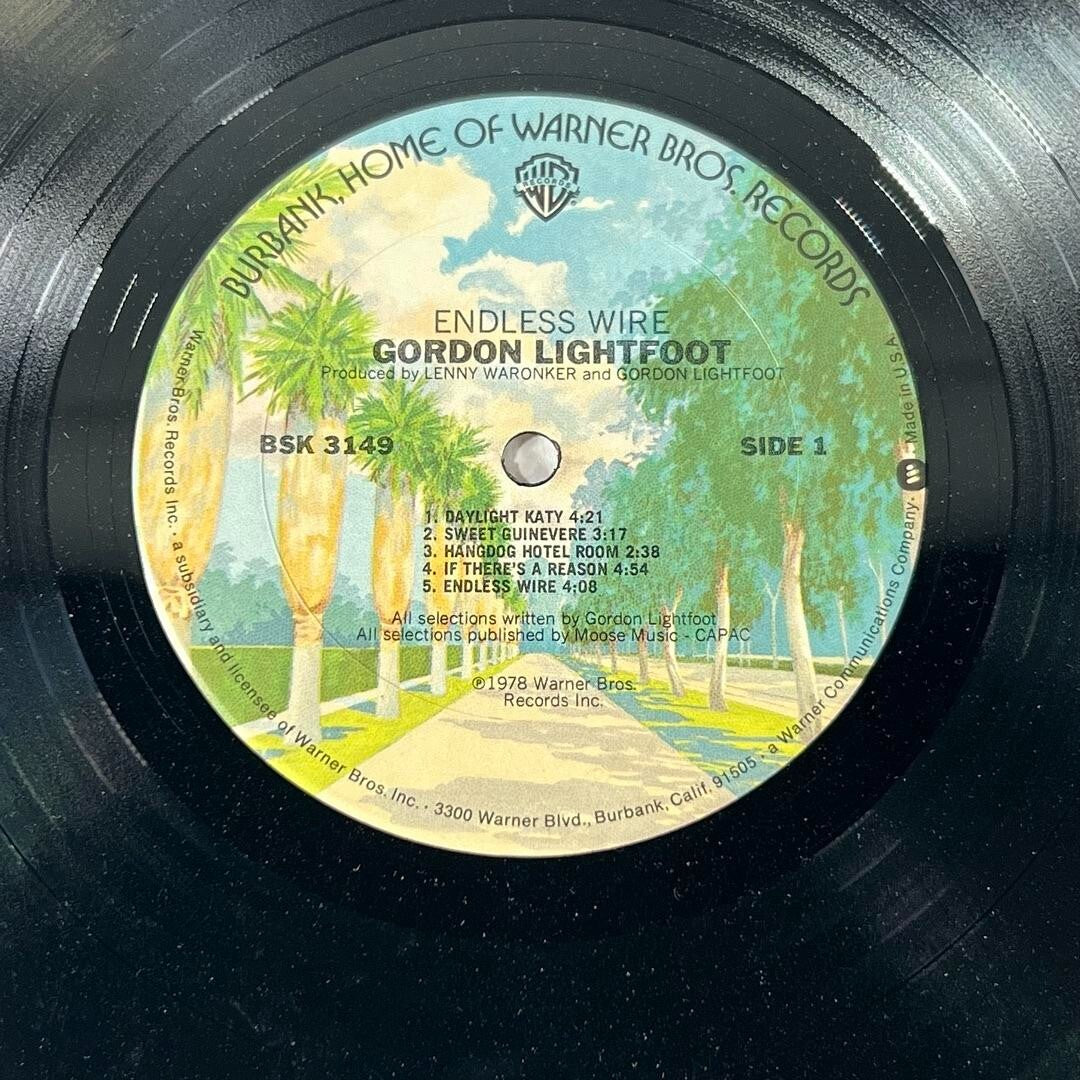 BURBANK, HOME OF WARNER BROS. RECORDS
WB
RECORDS
ENDLESS WIRE
GORDON LIGHTFOOT
Produced by LENNY WARONKER and GORDON LIGHTFOOT
BSK 3149
SIDE 1
1. DAYLIGHT KATY 4:21
2. SWEET GUINEVERE 3:17
3. HANGDOG HOTEL ROOM 2:38
4. IF THERE'S A REASON 4:54
5. ENDLESS WIRE 4:08
All selections written by Gordon Lightfoot
All selections published by Moose Music - CAPAC
℗1978 Warner Bros.
Records Inc.
Warner Bros. Records Inc. · a subsidiary and licensee of Warner Bros. Inc. · 3300 Warner Blvd., Burbank, Calif. 91505 · a Warner Communications Company · Made in U.S.A.